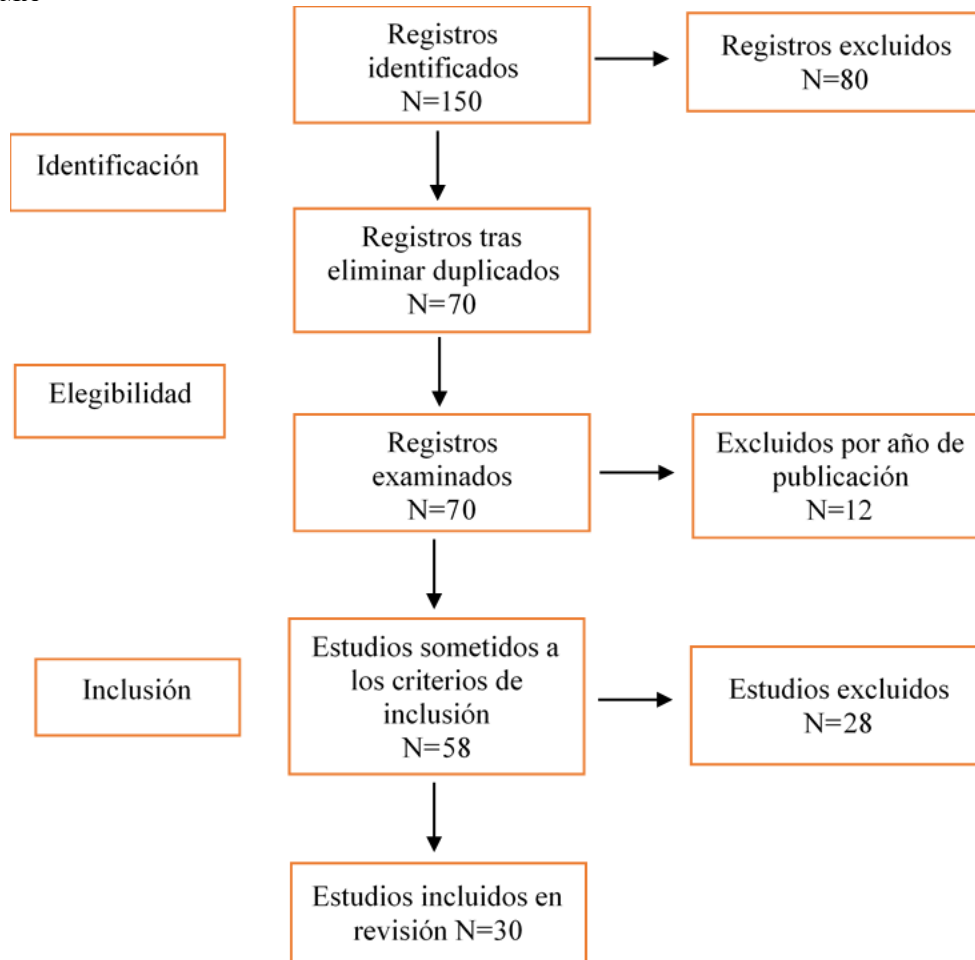 Registros
identificados
N=150
Registros excluidos
N=80
Identificación
Registros tras
eliminar duplicados
N=70
Elegibilidad
Registros
examinados
N=70
Excluidos por año de
publicación
N=12
Inclusión
Estudios sometidos a
los criterios de
inclusión
N=58
Estudios excluidos
N=28
Estudios incluidos en
revisión N=30